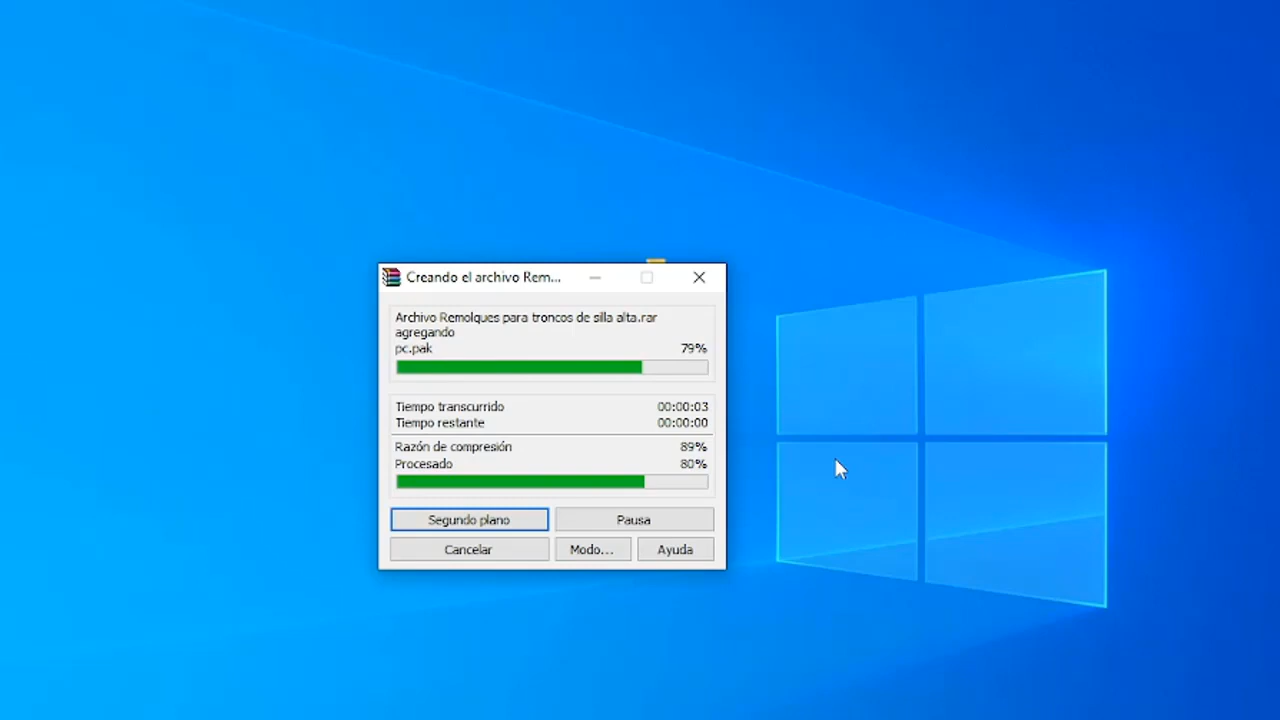 Creando el archivo Rem...
Archivo Remolques para troncos de silla alta.rar
agregando
pc.pak 79%
Tiempo transcurrido 00:00:03
Tiempo restante 00:00:00
Razón de compresión 89%
Procesado 80%
Segundo plano Pausa
Cancelar Modo... Ayuda